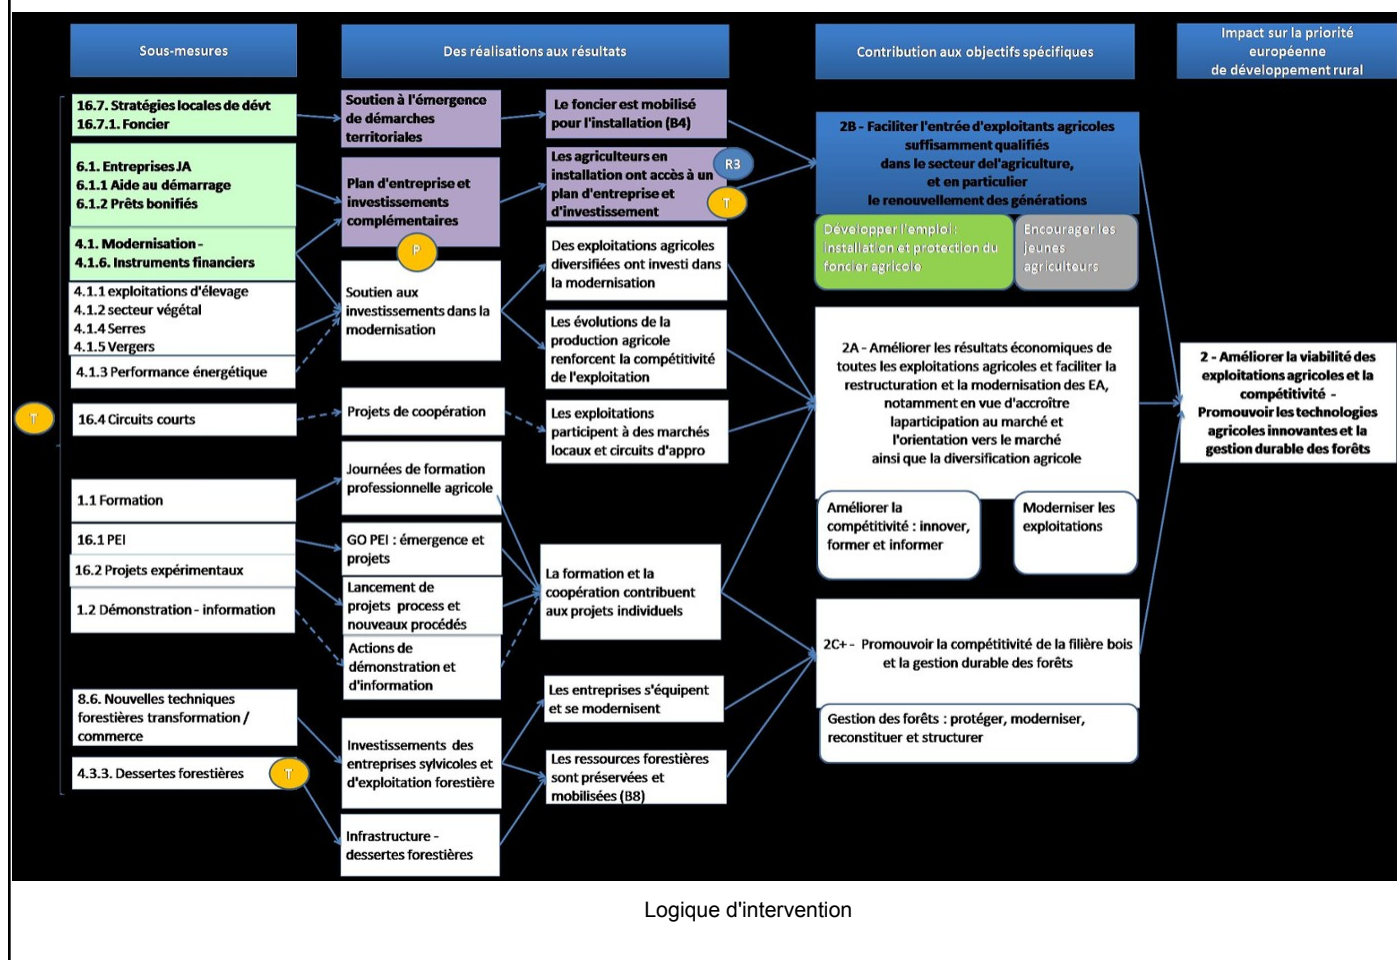 Sous-mesures
Des réalisations aux résultats
Contribution aux objectifs spécifiques
Impact sur la priorité
européenne
de développement rural
16.7. Stratégies locales de dévt
16.7.1. Foncier
6.1. Entreprises JA
6.1.1 Aide au démarrage
6.1.2 Prêts bonifiés
4.1. Modernisation -
4.1.6. Instruments financiers
4.1.1 exploitations d'élevage
4.1.2 secteur végétal
4.1.4 Serres
4.1.5 Vergers
4.1.3 Performance énergétique
T
16.4 Circuits courts
1.1 Formation
16.1 PEI
16.2 Projets expérimentaux
1.2 Démonstration - information
8.6. Nouvelles techniques
forestières transformation /
commerce
4.3.3. Dessertes forestières
T
Soutien à l'émergence
de démarches
territoriales
Plan d'entreprise et
investissements
complémentaires
P
Soutien aux
investissements dans la
modernisation
Projets de coopération
Journées de formation
professionnelle agricole
GO PEI : émergence et
projets
Lancement de
projets process et
nouveaux procédés
Actions de
démonstration et
d'information
Investissements des
entreprises sylvicoles et
d'exploitation forestière
Infrastructure -
dessertes forestières
Le foncier est mobilisé
pour l'installation (B4)
Les agriculteurs en
installation ont accès à un
plan d'entreprise et
d'investissement
R3
T
Des exploitations agricoles
diversifiées ont investi dans
la modernisation
Les évolutions de la
production agricole
renforcent la compétitivité
de l'exploitation
Les exploitations
participent à des marchés
locaux et circuits d'appro
La formation et la
coopération contribuent
aux projets individuels
Les entreprises s'équipent
et se modernisent
Les ressources forestières
sont préservées et
mobilisées (B8)
2B - Faciliter l'entrée d'exploitants agricoles
suffisamment qualifiés
dans le secteur del'agriculture,
et en particulier
le renouvellement des générations
Développer l'emploi :
installation et protection du
foncier agricole
Encourager les
jeunes
agriculteurs
2A - Améliorer les résultats économiques de
toutes les exploitations agricoles et faciliter la
restructuration et la modernisation des EA,
notamment en vue d'accroître
laparticipation au marché et
l'orientation vers le marché
ainsi que la diversification agricole
Améliorer la
compétitivité : innover,
former et informer
Moderniser les
exploitations
2C+ - Promouvoir la compétitivité de la filière bois
et la gestion durable des forêts
Gestion des forêts : protéger, moderniser,
reconstituer et structurer
2 - Améliorer la viabilité des
exploitations agricoles et la
compétitivité -
Promouvoir les technologies
agricoles innovantes et la
gestion durable des forêts
Logique d'intervention